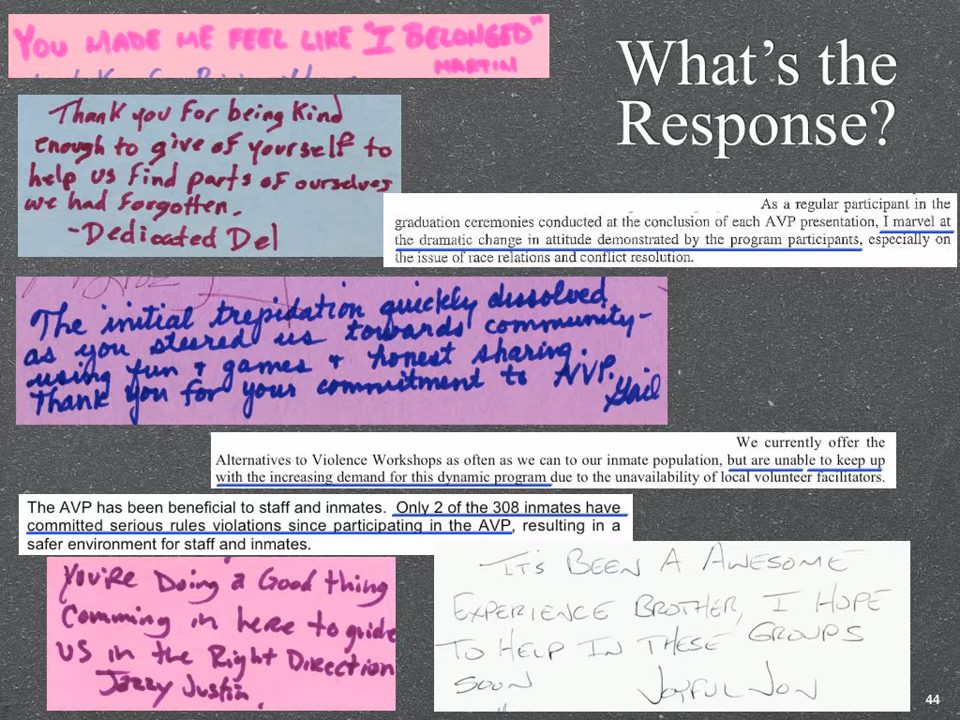 What's the
Response?
YOU MADE ME FEEL LIKE "I BELONGED"
MARTIN
Thank you for being kind
enough to give of yourself to
help us find parts of ourselves
we had forgotten.
-Dedicated Del
As a regular participant in the
graduation ceremonies conducted at the conclusion of each AVP presentation, I marvel at
the dramatic change in attitude demonstrated by the program participants, especially on
the issue of race relations and conflict resolution.
The initial trepidation quickly dissolved
as you steered us towards community-
using fun & games & honest sharing.
Thank you for your commitment to AVP.
Gail
We currently offer the
Alternatives to Violence Workshops as often as we can to our inmate population, but are unable to keep up
with the increasing demand for this dynamic program due to the unavailability of local volunteer facilitators.
The AVP has been beneficial to staff and inmates. Only 2 of the 308 inmates have
committed serious rules violations since participating in the AVP, resulting in a
safer environment for staff and inmates.
You're Doing a Good thing
Comming in here to guide
US in the Right Direction
Jazzy Justin.
IT'S BEEN A AWESOME
EXPERIENCE BROTHER, I HOPE
TO HELP IN THESE GROUPS
SOON JOYFUL JON
44